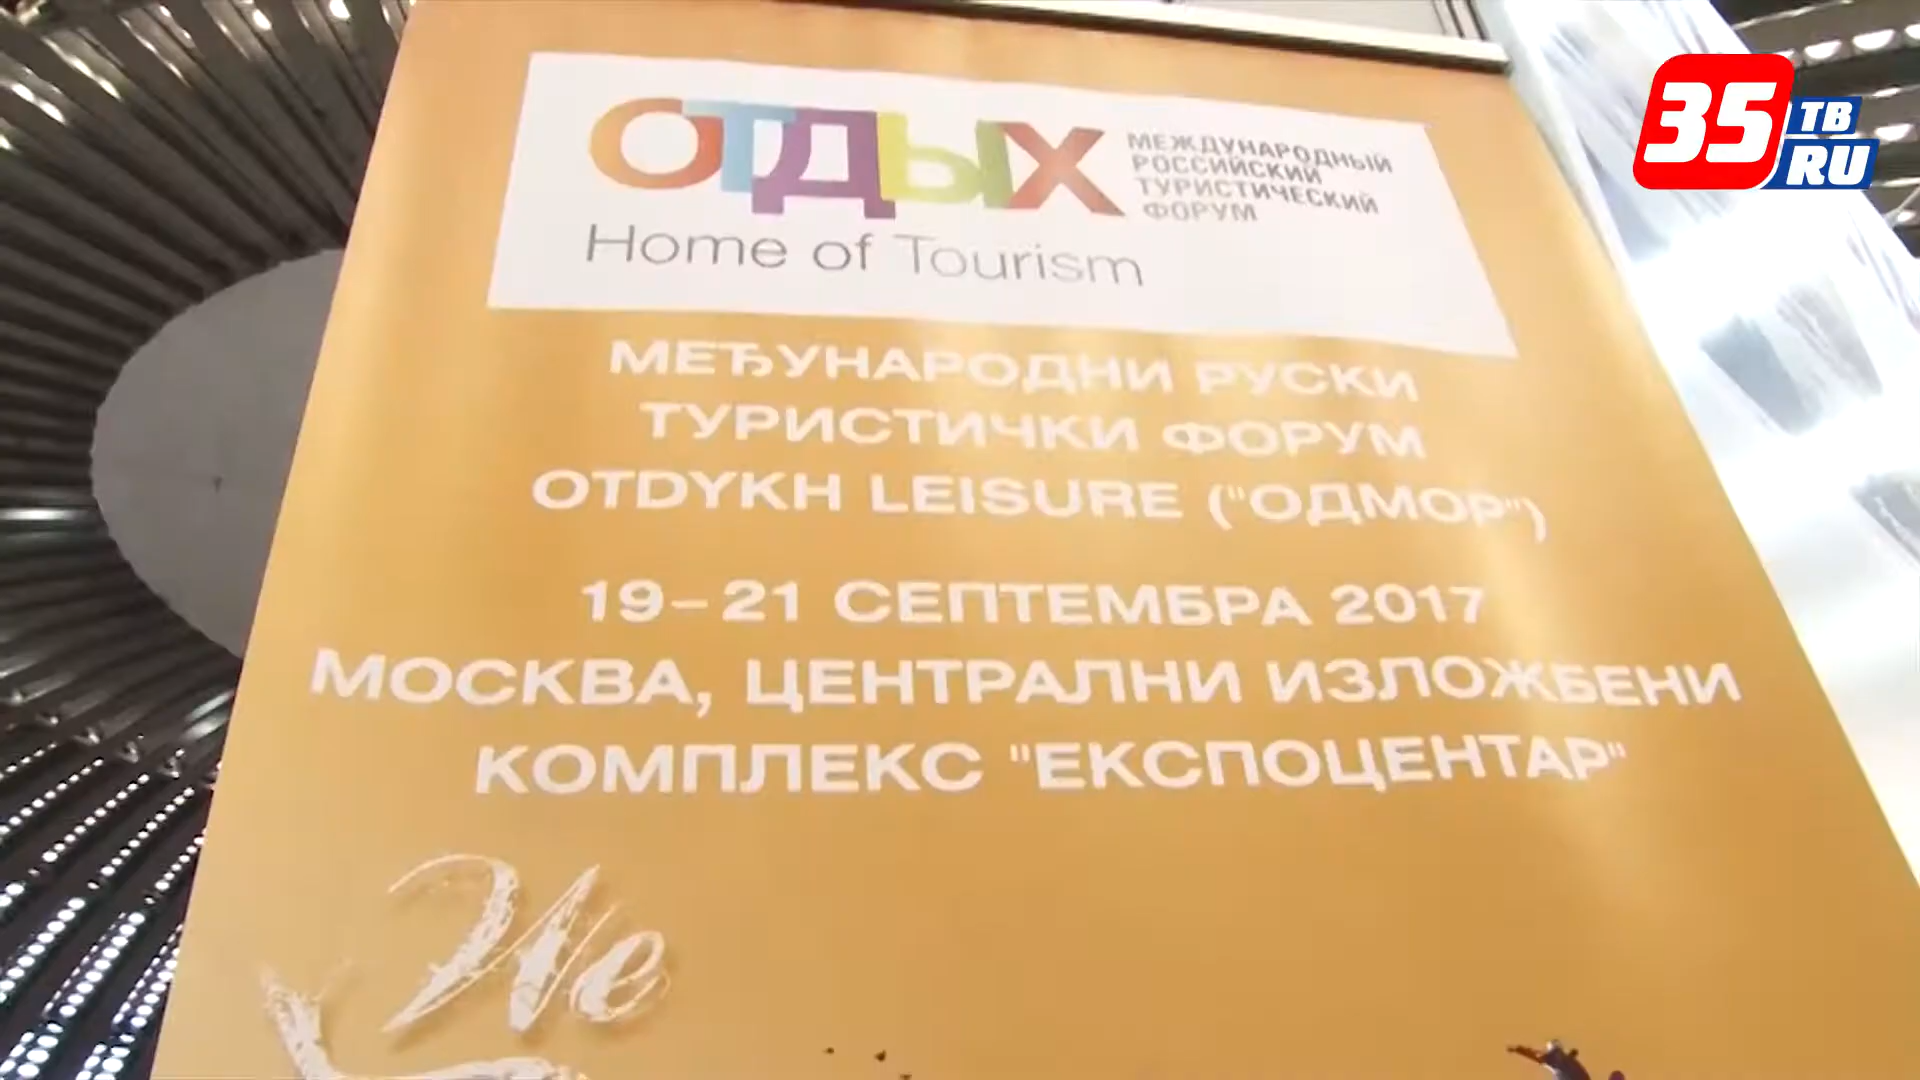 35
ТВ
RU
ОТДЫХ
МЕЖДУНАРОДНЫЙ
РОССИЙСКИЙ
ТУРИСТИЧЕСКИЙ
ФОРУМ
Home of Tourism
МЕЂУНАРОДНИ РУСКИ
ТУРИСТИЧКИ ФОРУМ
OTDYKH LEISURE ("ОДМОР")
19-21 СЕПТЕМБРА 2017
МОСКВА, ЦЕНТРАЛНИ ИЗЛОЖБЕНИ
КОМПЛЕКС "ЕКСПОЦЕНТАР"
We